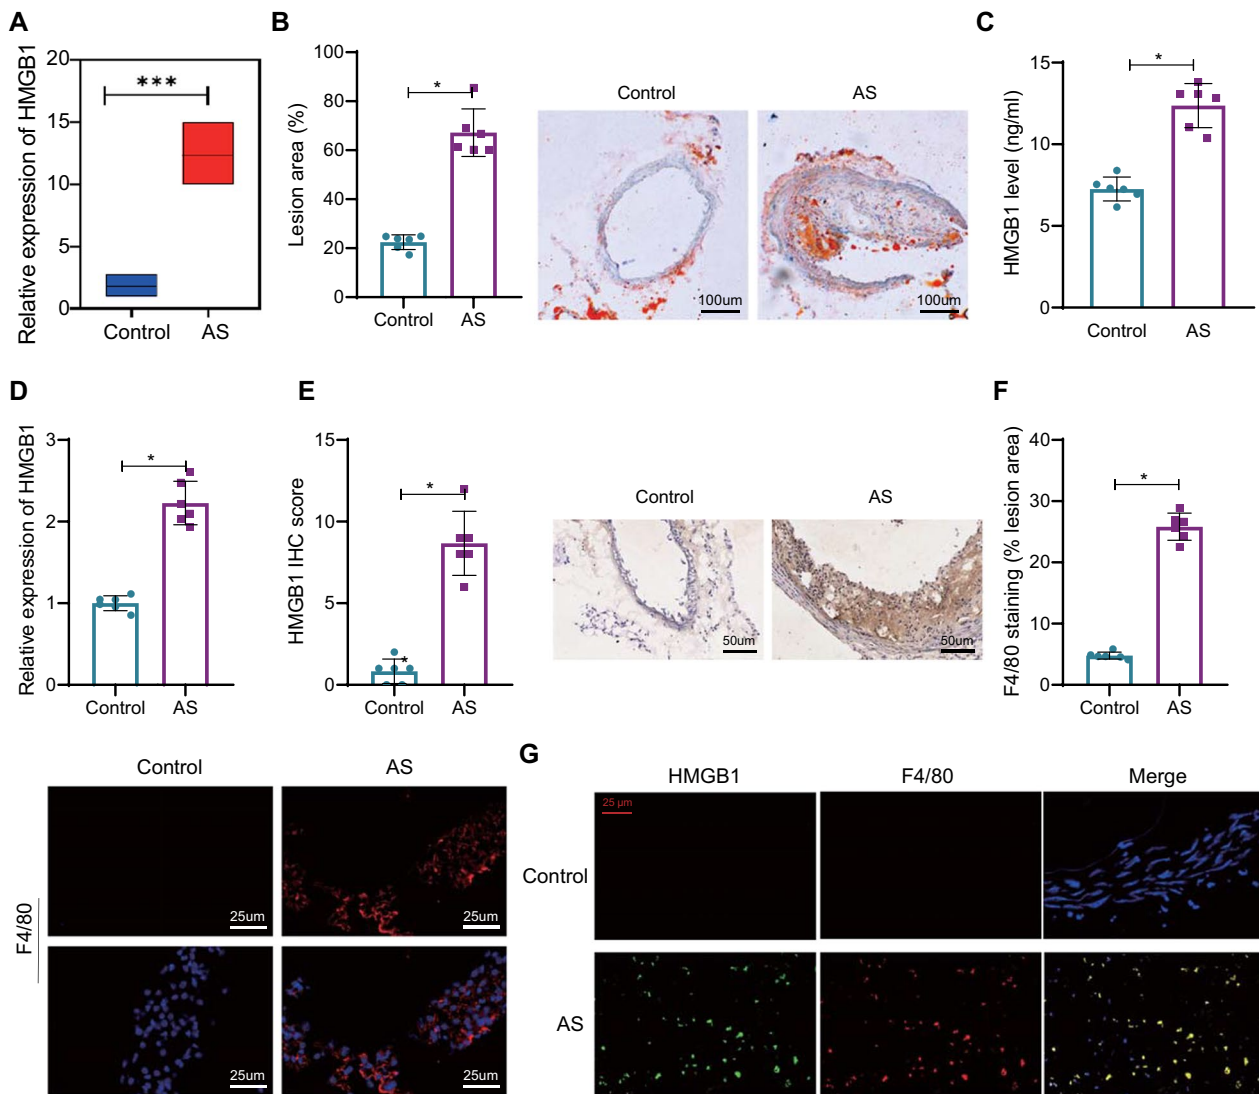 A
Relative expression of HMGB1
20
15
10
5
0
***
Control AS
B
Lesion area (%)
100
80
60
40
20
0
*
Control AS
Control AS
100um 100um
C
HMGB1 level (ng/ml)
15
10
5
0
*
Control AS
D
Relative expression of HMGB1
3
2
1
0
*
Control AS
E
HMGB1 IHC score
15
10
5
0
*
*
Control AS
Control AS
50um 50um
F
F4/80 staining (% lesion area)
40
30
20
10
0
*
Control AS
Control AS
F4/80
25um 25um
25um 25um
G
HMGB1 F4/80 Merge
25 µm
Control
AS